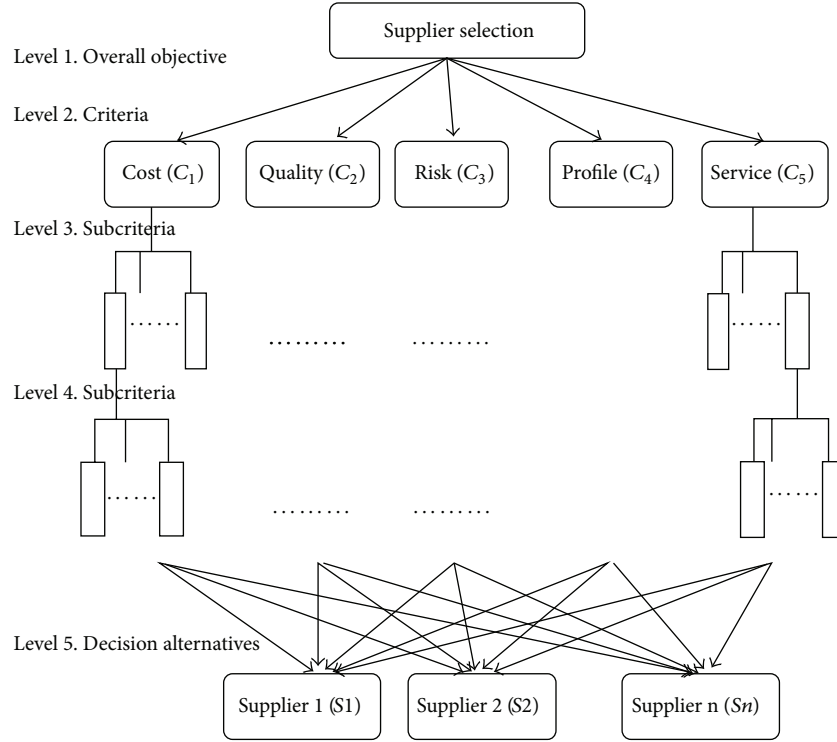 Supplier selection
Level 1. Overall objective
Level 2. Criteria
Cost (C₁)
Quality (C₂)
Risk (C₃)
Profile (C₄)
Service (C₅)
Level 3. Subcriteria
…… ……… ……… ……
Level 4. Subcriteria
…… ……… ……… ……
Level 5. Decision alternatives
Supplier 1 (S1)
Supplier 2 (S2)
Supplier n (Sn)